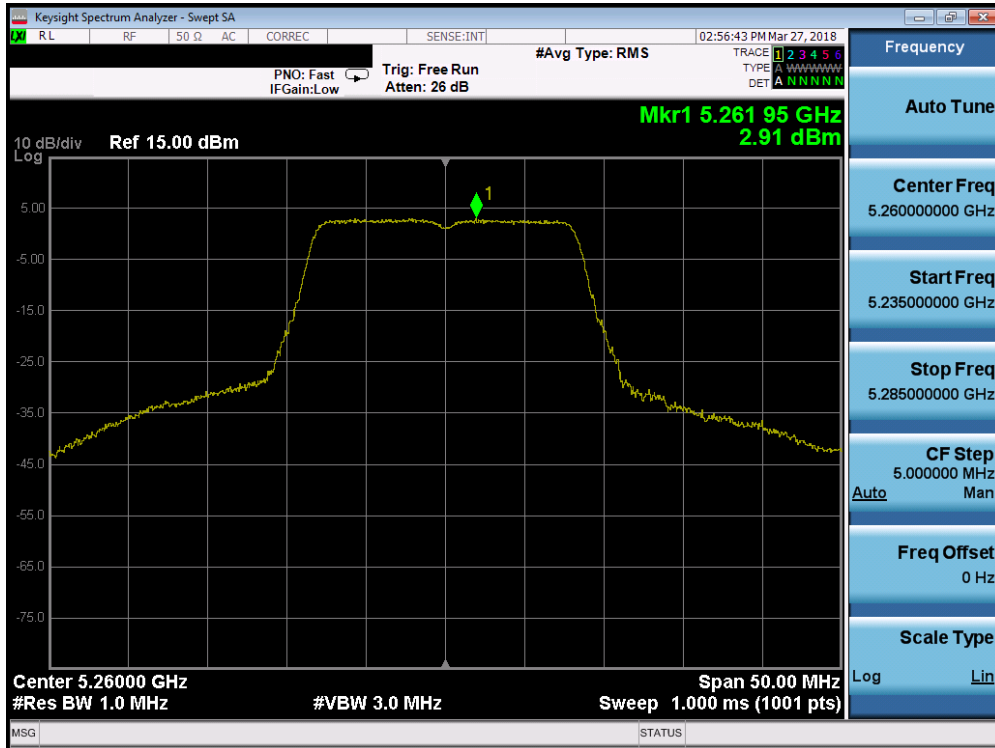 Keysight Spectrum Analyzer - Swept SA
LXI RL RF 50 Ω AC CORREC SENSE:INT 02:56:43 PM Mar 27, 2018
Frequency
#Avg Type: RMS
TRACE 1 2 3 4 5 6
PNO: Fast Trig: Free Run
TYPE A WWWWW
IFGain:Low Atten: 26 dB
DET A N N N N N
Auto Tune
Mkr1 5.261 95 GHz
10 dB/div Ref 15.00 dBm 2.91 dBm
Log
1
5.00
-5.00
-15.0
-25.0
-35.0
-45.0
-55.0
-65.0
-75.0
Center 5.26000 GHz Span 50.00 MHz
#Res BW 1.0 MHz #VBW 3.0 MHz Sweep 1.000 ms (1001 pts)
MSG STATUS
Center Freq
5.260000000 GHz
Start Freq
5.235000000 GHz
Stop Freq
5.285000000 GHz
CF Step
5.000000 MHz
Auto Man
Freq Offset
0 Hz
Scale Type
Log Lin